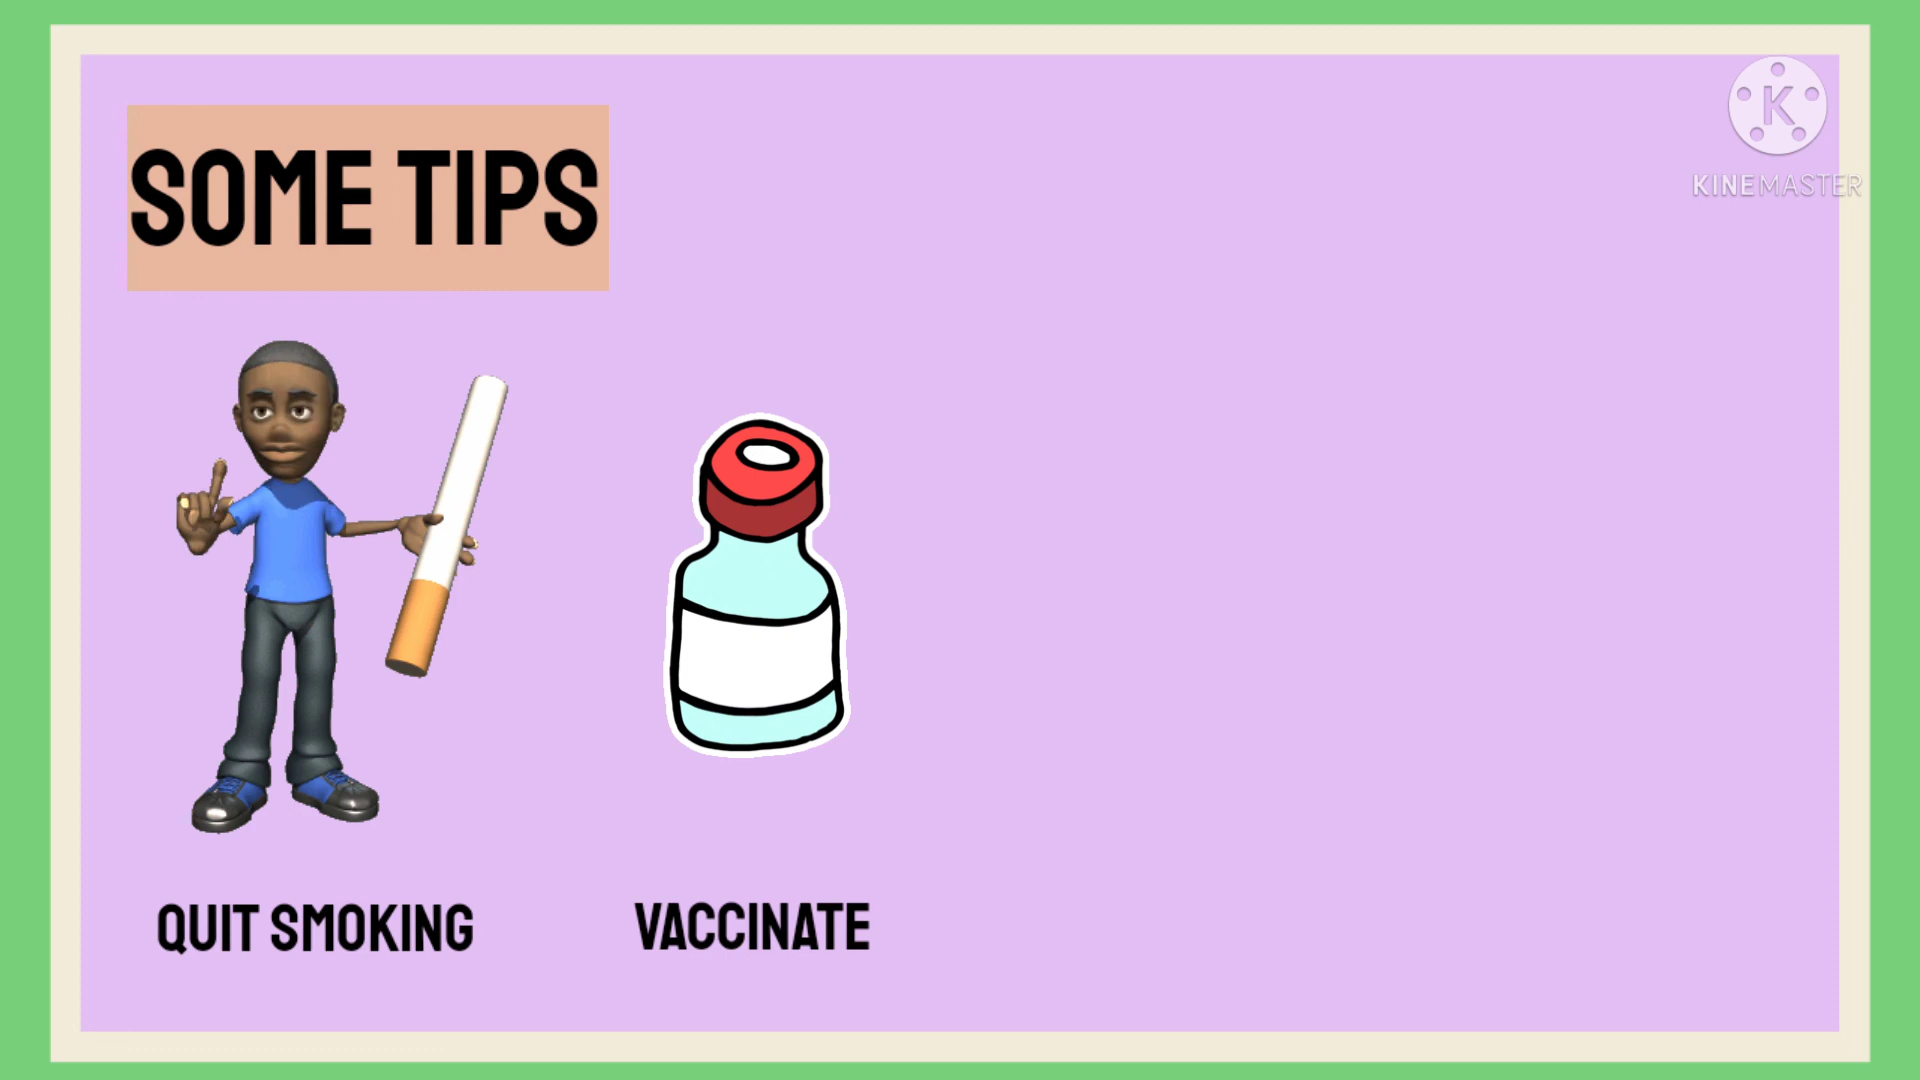 SOME TIPS
K
KINEMASTER
QUIT SMOKING
VACCINATE